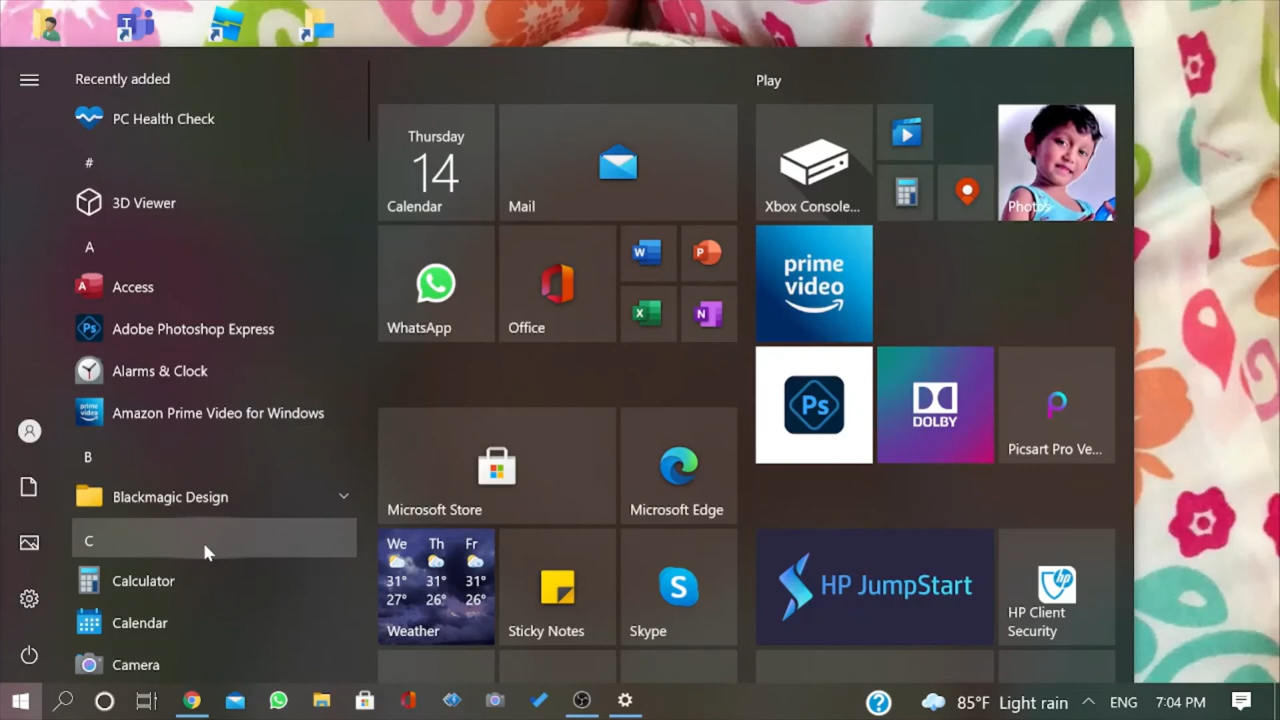 Recently added
PC Health Check
#
3D Viewer
A
Access
Adobe Photoshop Express
Alarms & Clock
prime video
Amazon Prime Video for Windows
B
Blackmagic Design
C
Calculator
Calendar
Camera
Thursday
14
Calendar
Mail
WhatsApp
Office
Microsoft Store
Microsoft Edge
We Th Fr
31° 31° 31°
27° 26° 26°
Weather
Sticky Notes
Skype
Play
Xbox Console...
Photos
prime
video
Ps
DOLBY
Picsart Pro Ve...
HP JumpStart
HP Client
Security
85°F Light rain
ENG
7:04 PM